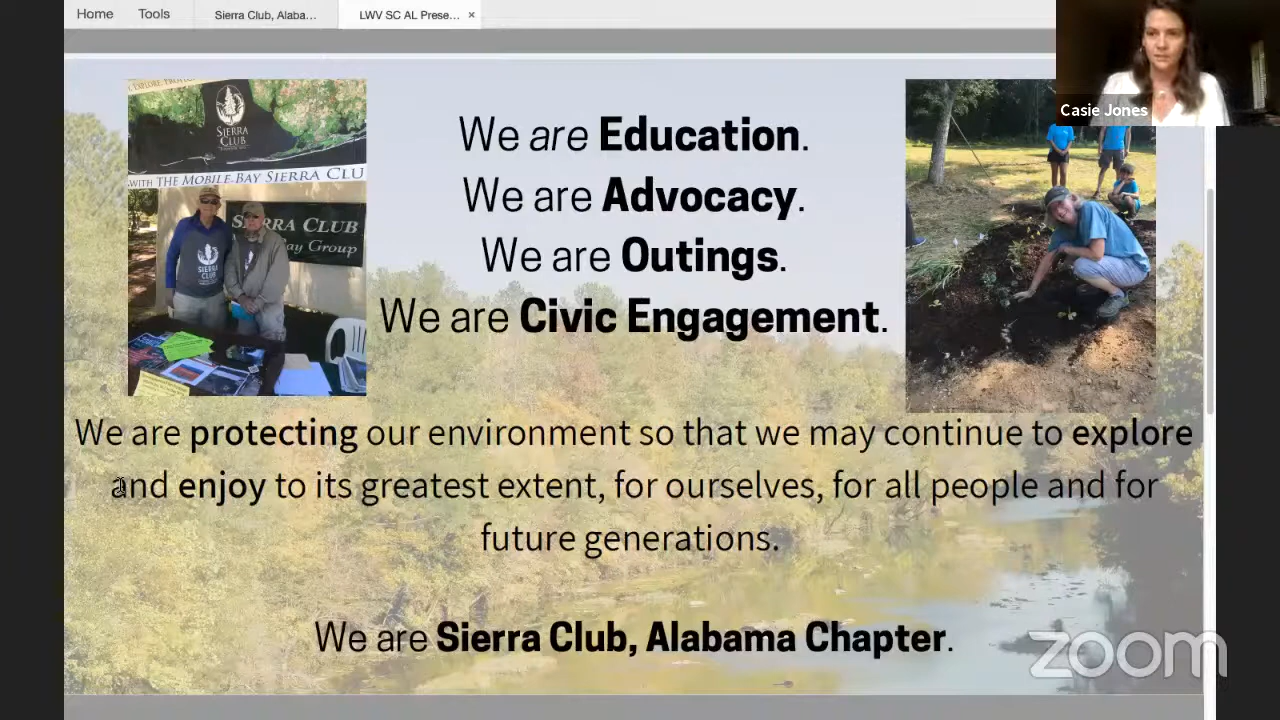 Home
Tools
Sierra Club, Alaba...
LWV SC AL Prese...
×
Casie Jones
SIERRA
CLUB
WITH THE MOBILE BAY SIERRA CLU
SIERRA CLUB
Bay Group
SIERRA
CLUB
We are Education.
We are Advocacy.
We are Outings.
We are Civic Engagement.
We are protecting our environment so that we may continue to explore
and enjoy to its greatest extent, for ourselves, for all people and for
future generations.
We are Sierra Club, Alabama Chapter.
zoom